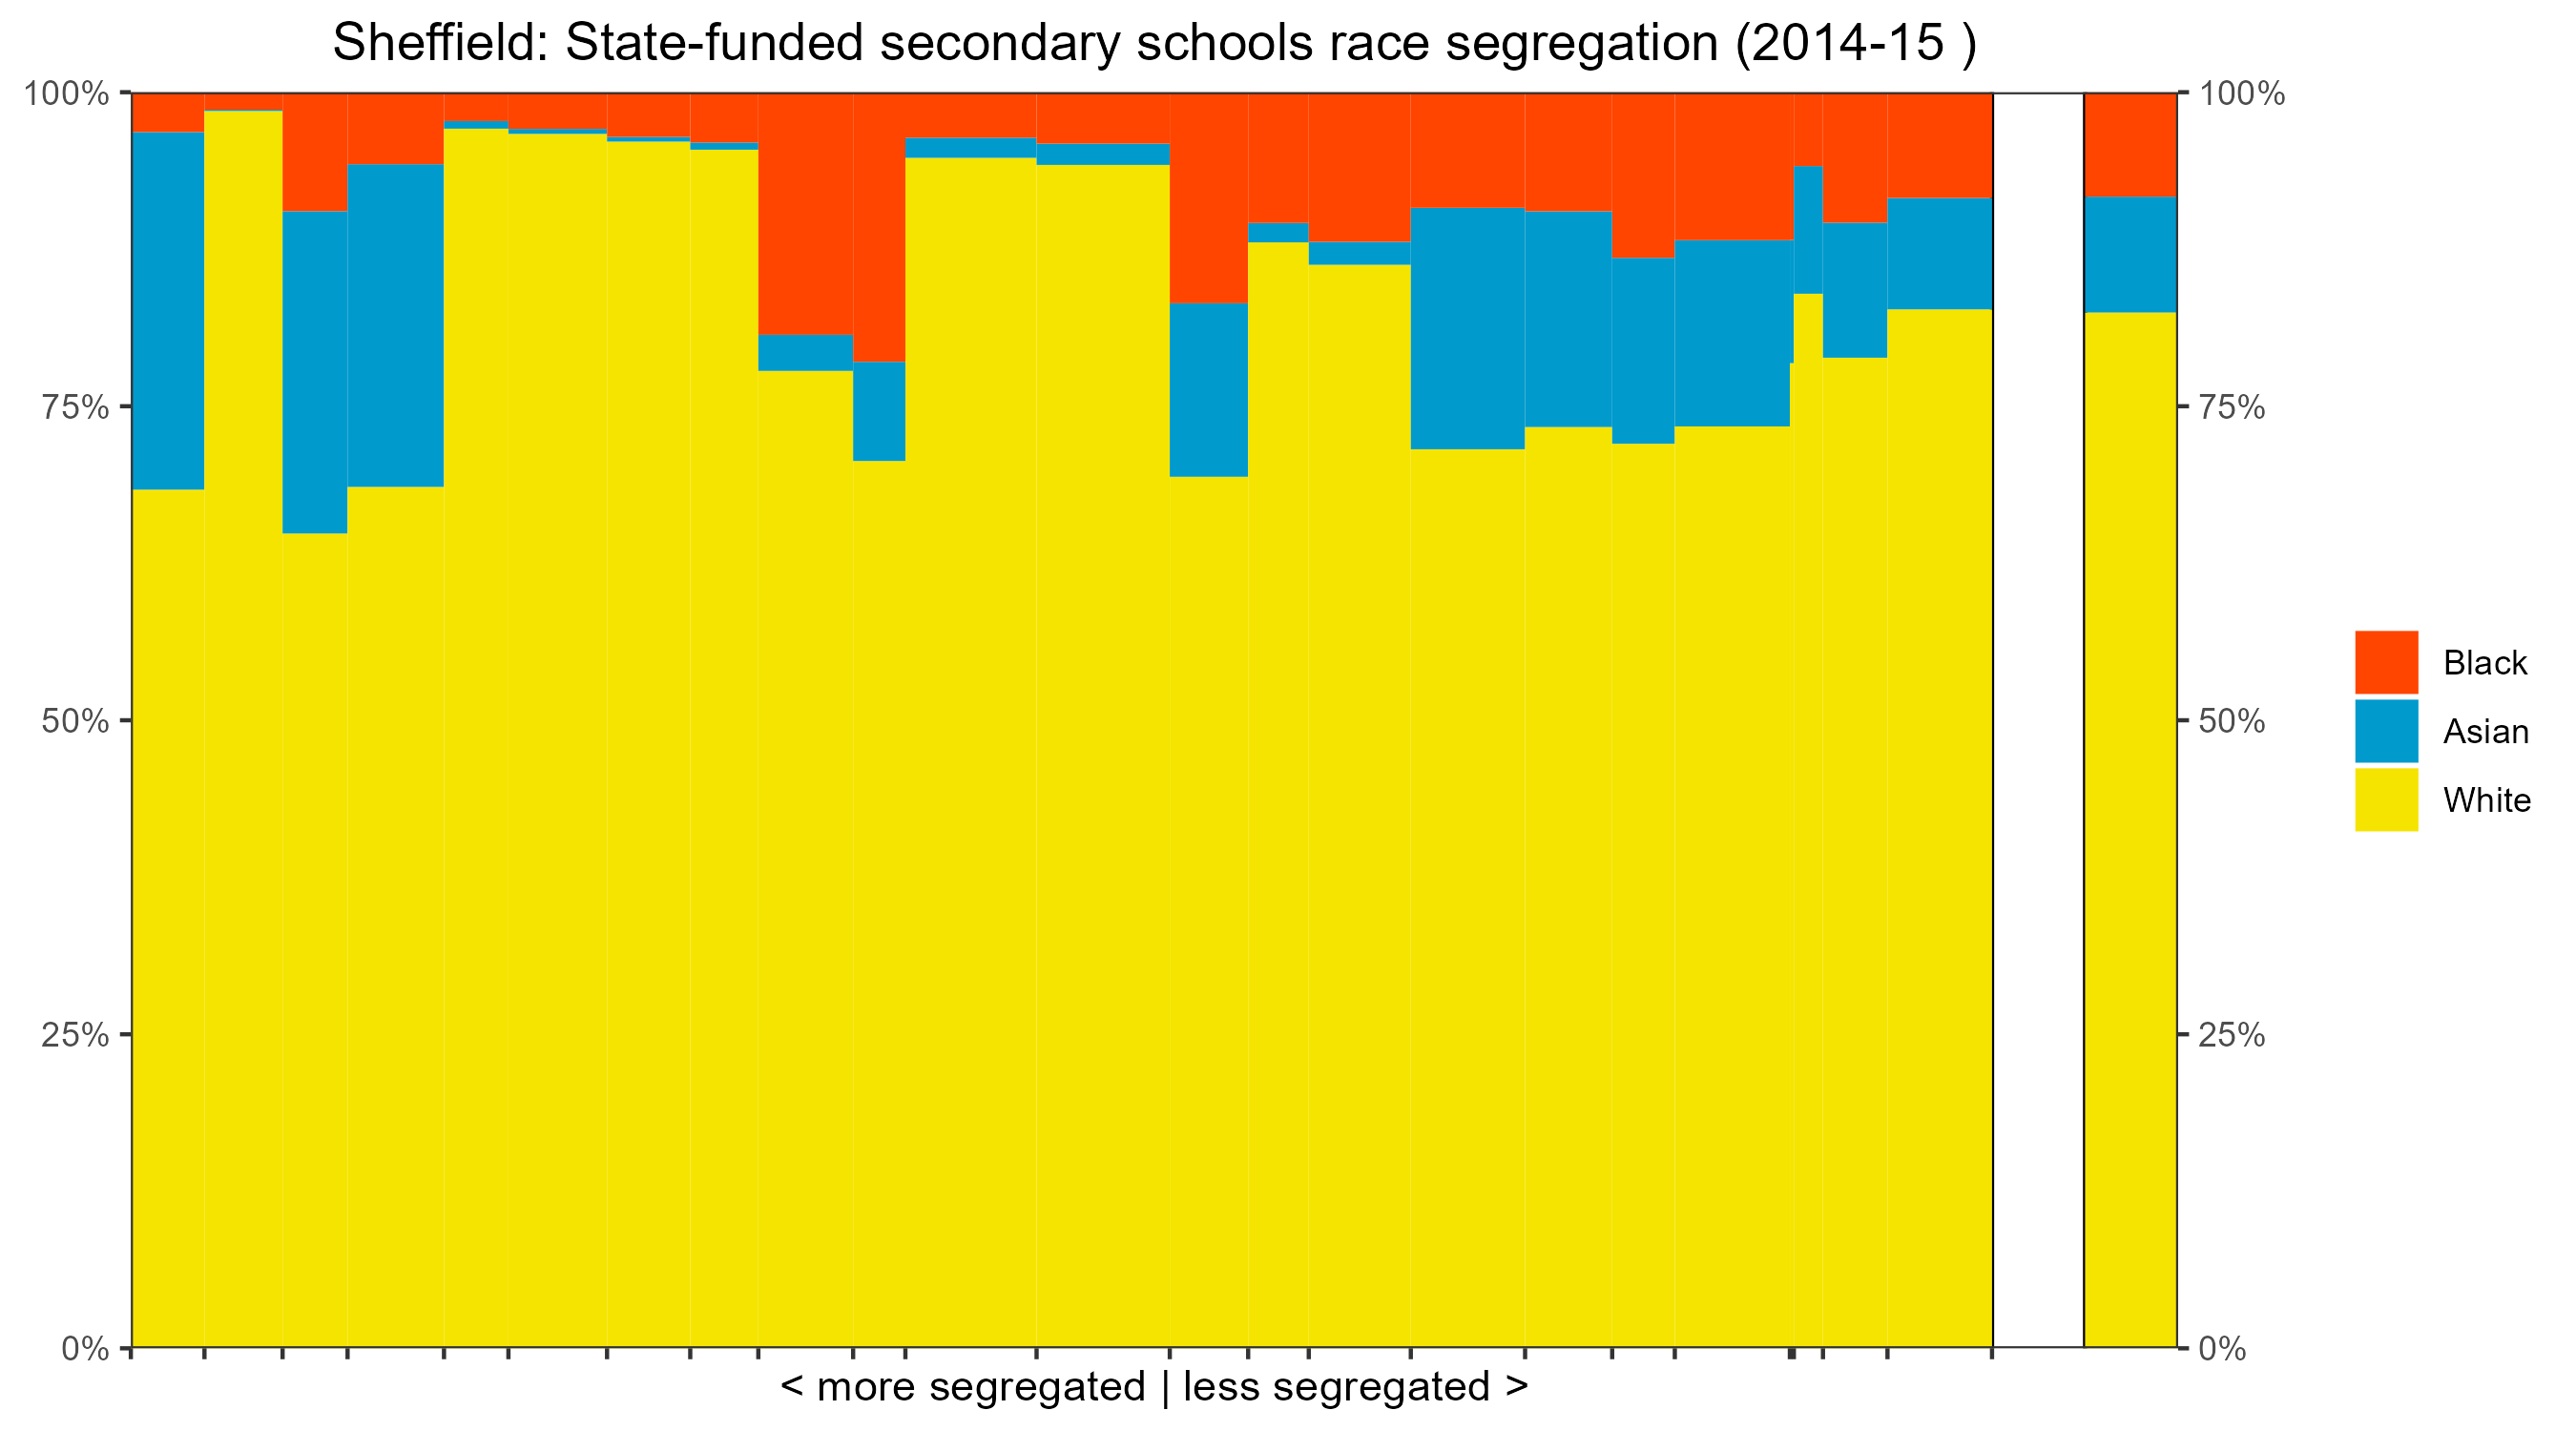 Sheffield: State-funded secondary schools race segregation (2014-15 )
100%
75%
50%
25%
0%
100%
75%
50%
25%
0%
Black
Asian
White
< more segregated | less segregated >